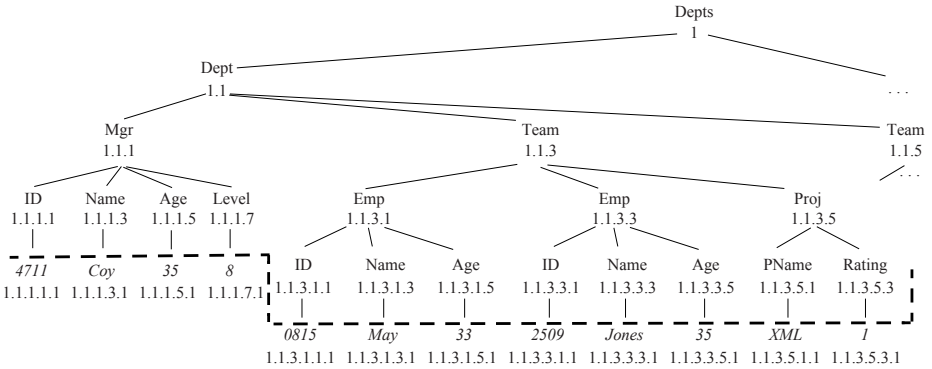 Depts
1
Dept
1.1
. . .
Mgr Team Team
1.1.1 1.1.3 1.1.5
. . .
ID Name Age Level Emp Emp Proj
1.1.1.1 1.1.1.3 1.1.1.5 1.1.1.7 1.1.3.1 1.1.3.3 1.1.3.5
4711 Coy 35 8 ID Name Age ID Name Age PName Rating
1.1.1.1.1 1.1.1.3.1 1.1.1.5.1 1.1.1.7.1 1.1.3.1.1 1.1.3.1.3 1.1.3.1.5 1.1.3.3.1 1.1.3.3.3 1.1.3.3.5 1.1.3.5.1 1.1.3.5.3
0815 May 33 2509 Jones 35 XML 1
1.1.3.1.1.1 1.1.3.1.3.1 1.1.3.1.5.1 1.1.3.3.1.1 1.1.3.3.3.1 1.1.3.3.5.1 1.1.3.5.1.1 1.1.3.5.3.1